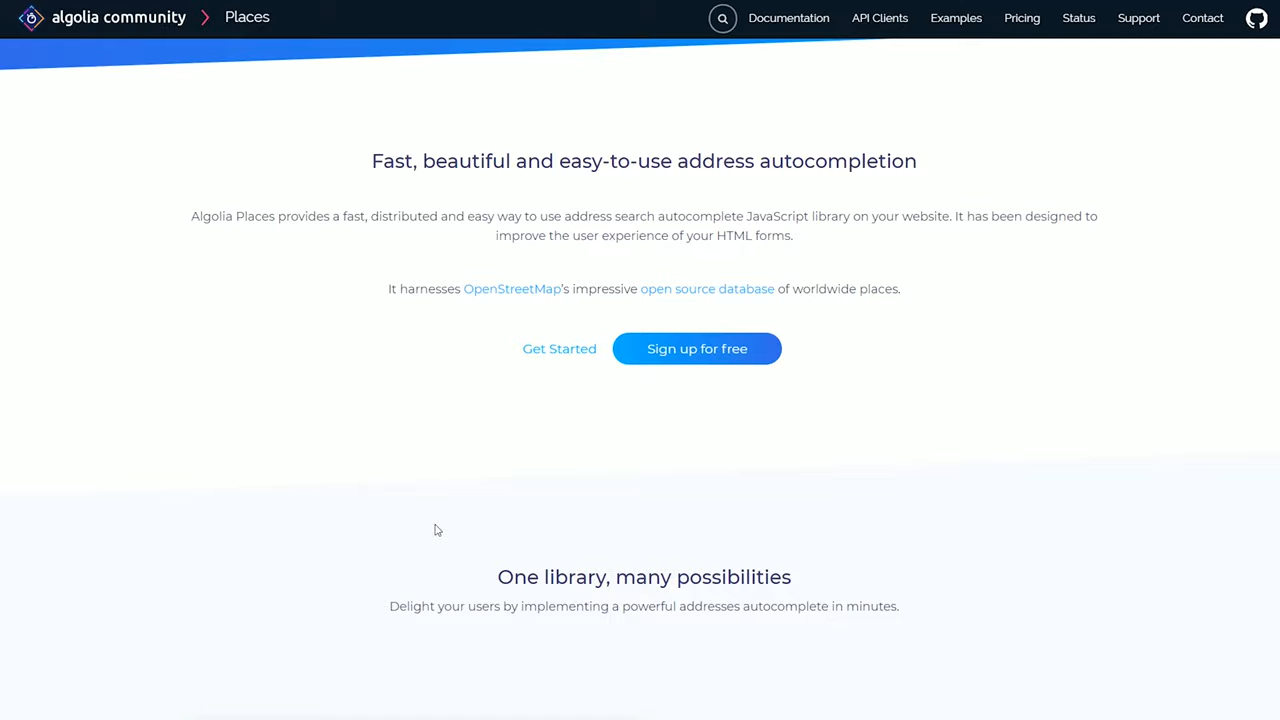 algolia community Places Documentation API Clients Examples Pricing Status Support Contact
Fast, beautiful and easy-to-use address autocompletion
Algolia Places provides a fast, distributed and easy way to use address search autocomplete JavaScript library on your website. It has been designed to
improve the user experience of your HTML forms.
It harnesses OpenStreetMap's impressive open source database of worldwide places.
Get Started Sign up for free
One library, many possibilities
Delight your users by implementing a powerful addresses autocomplete in minutes.